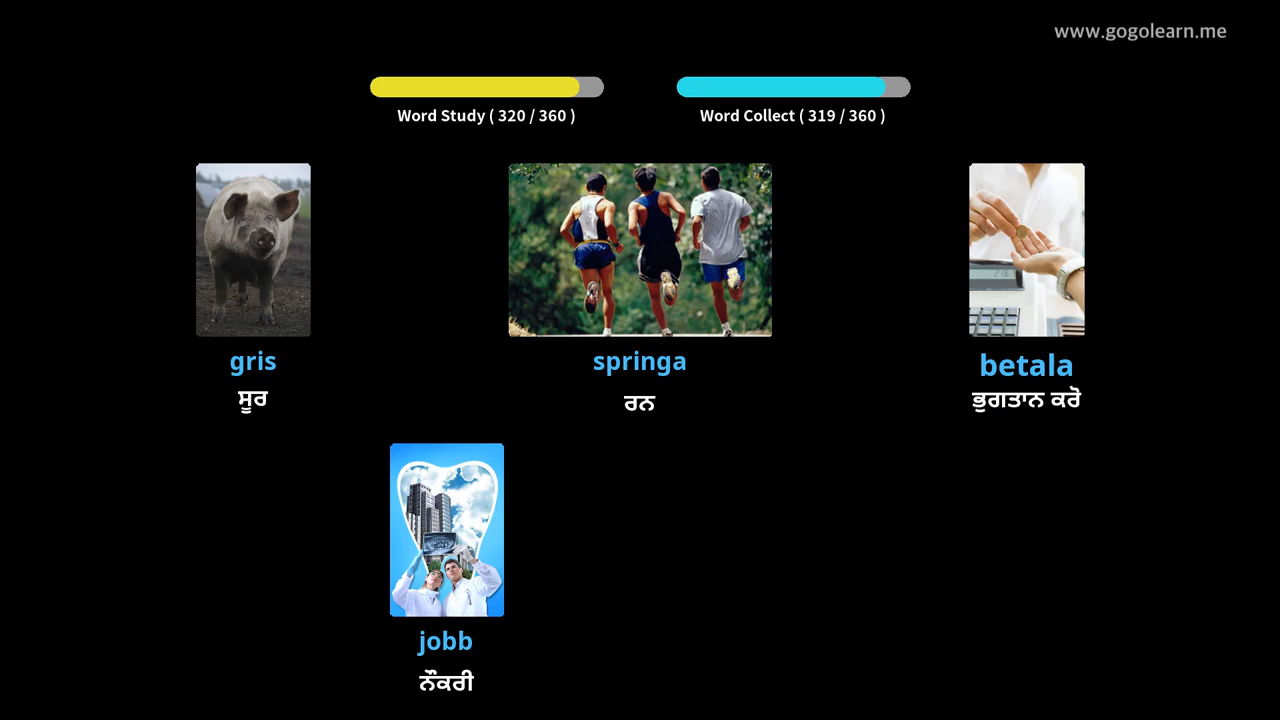 www.gogolearn.me
Word Study ( 320 / 360 )
Word Collect ( 319 / 360 )
gris
ਸੂਰ
springa
ਰਨ
betala
ਭੁਗਤਾਨ ਕਰੋ
jobb
ਨੌਕਰੀ